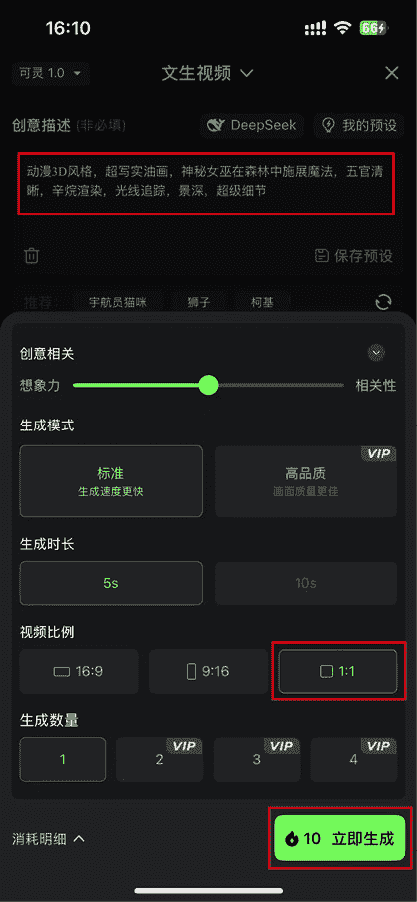 16:10
66
可灵 1.0
文生视频
创意描述 (非必填)
DeepSeek
我的预设
动漫3D风格，超写实油画，神秘女巫在森林中施展魔法，五官清
晰，辛烷渲染，光线追踪，景深，超级细节
保存预设
推荐：
宇航员猫咪
狮子
柯基
创意相关
想象力
相关性
生成模式
标准
生成速度更快
VIP
高品质
画面质量更佳
生成时长
5s
10s
视频比例
16:9
9:16
1:1
生成数量
1
2
VIP
3
VIP
4
VIP
消耗明细
10 立即生成